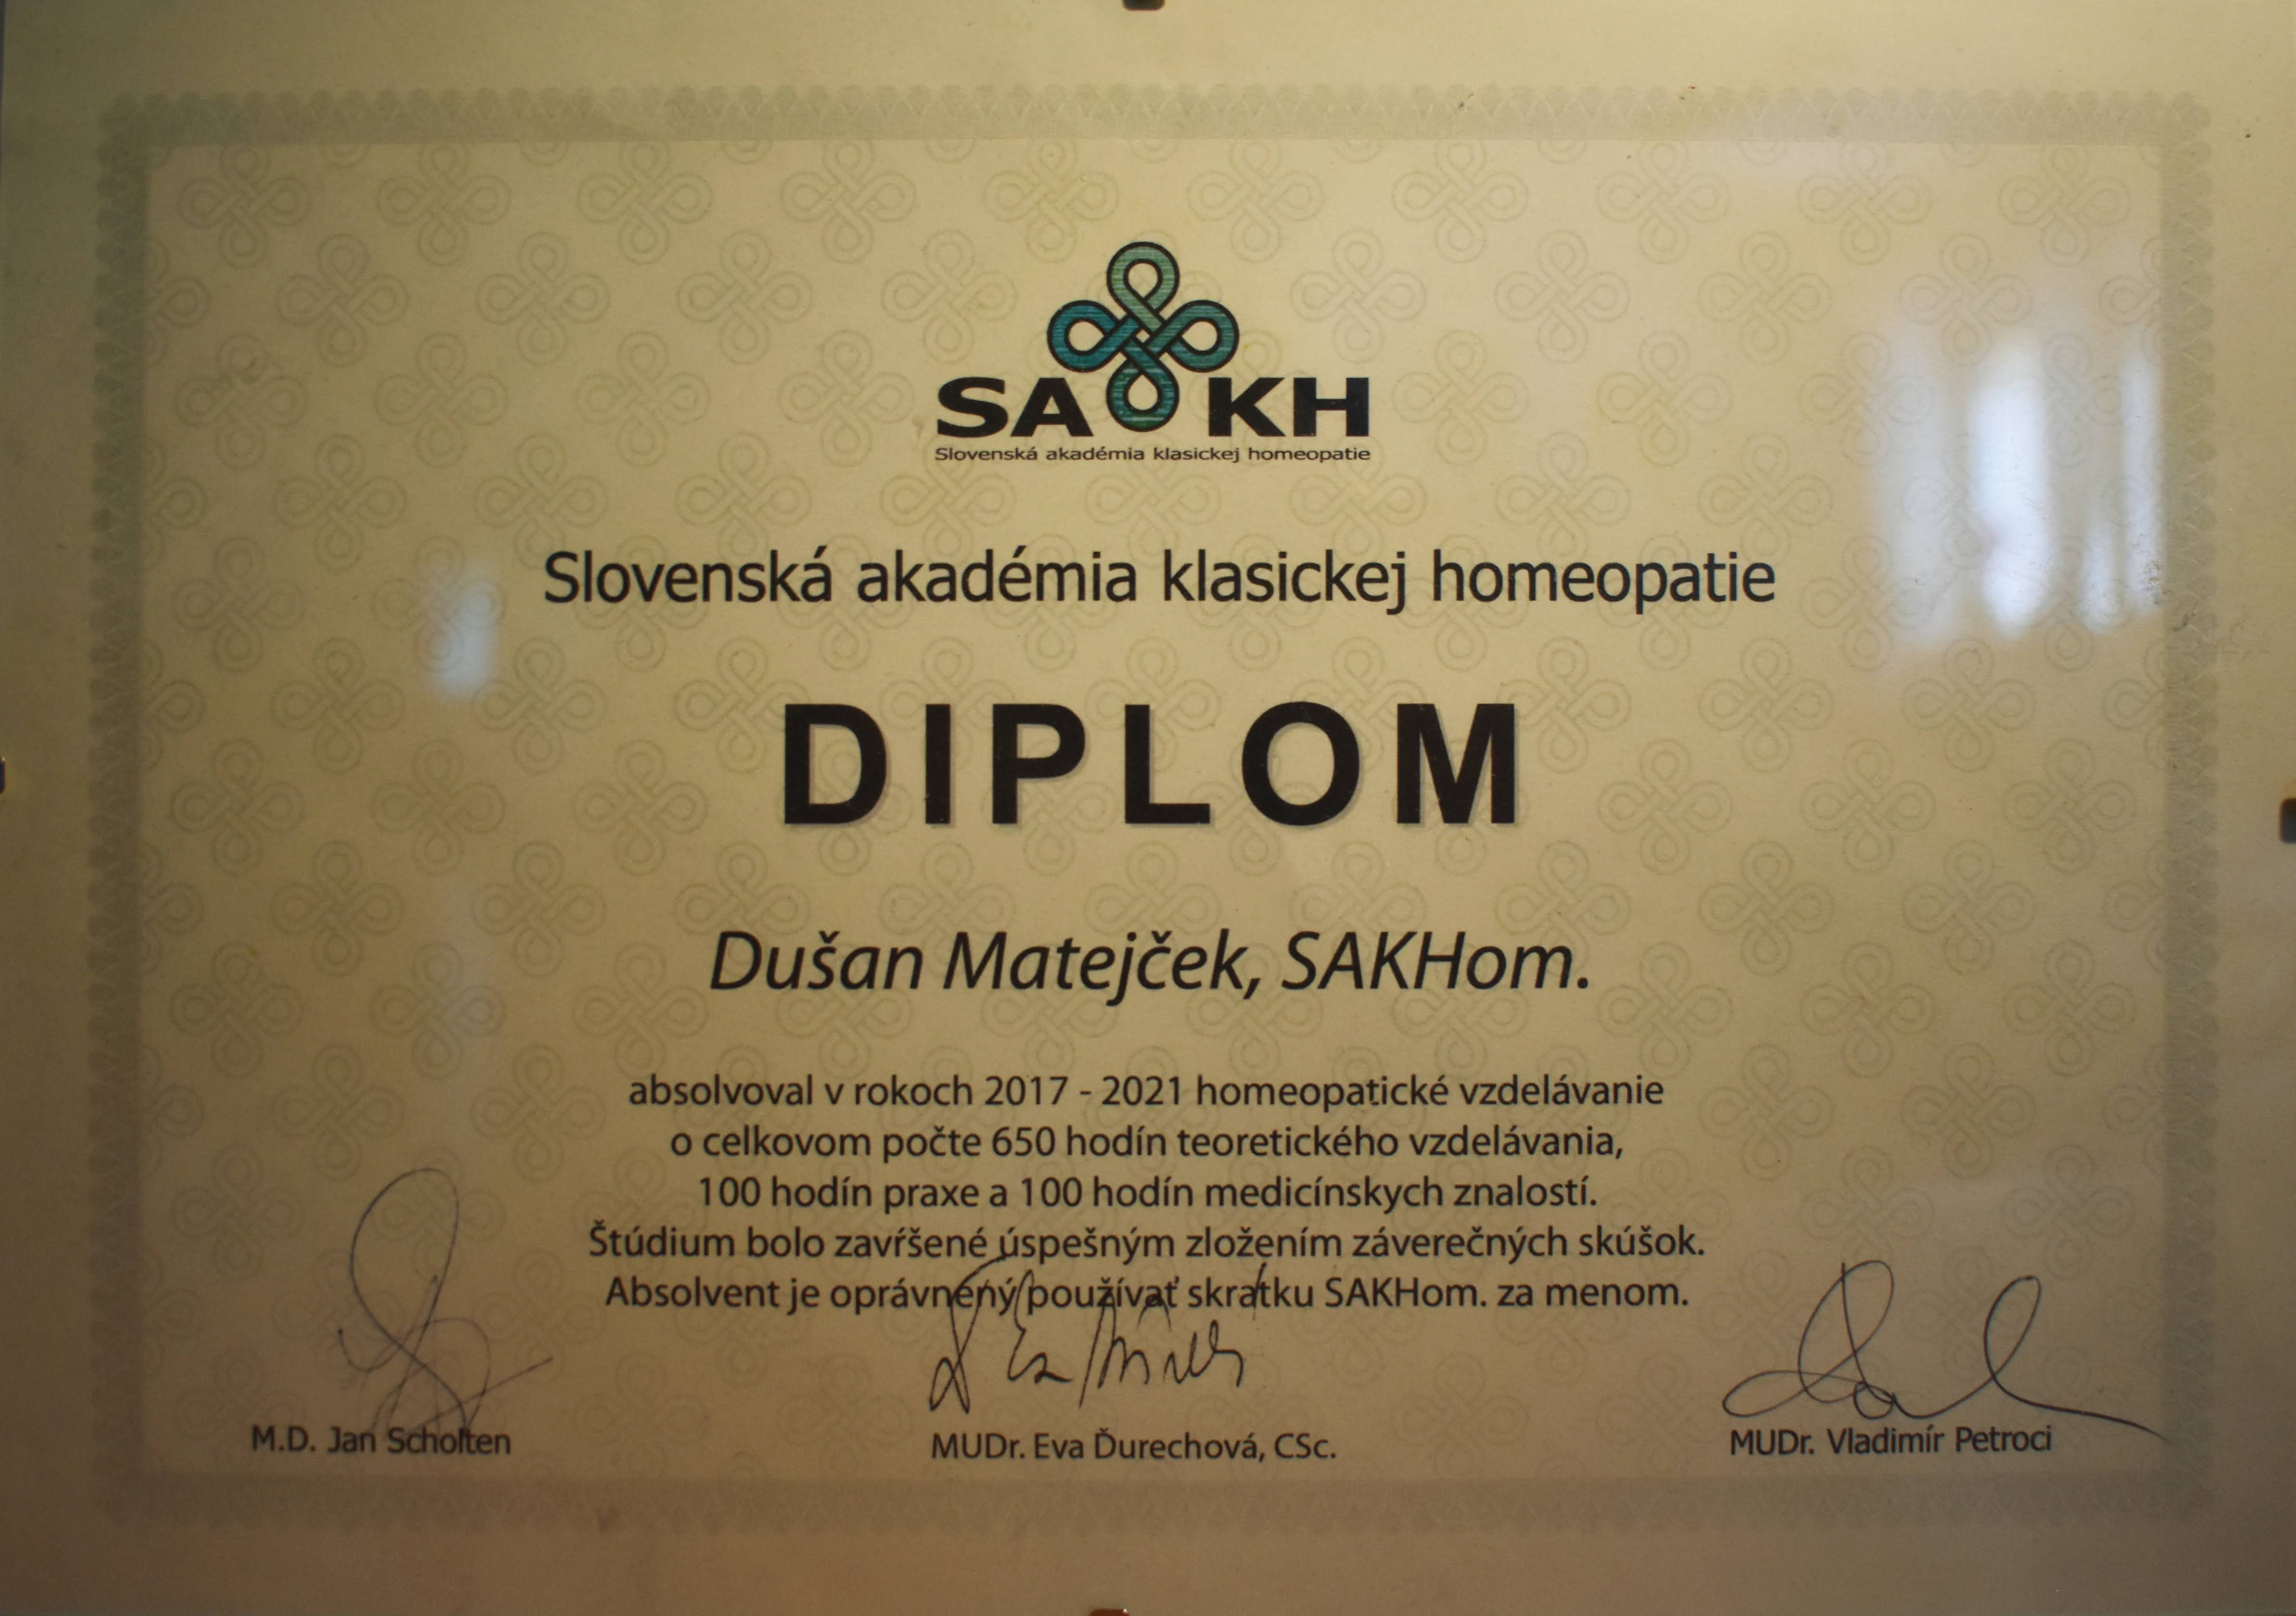 SAKH
Slovenská akadémia klasickej homeopatie
Slovenská akadémia klasickej homeopatie
DIPLOM
Dušan Matejček, SAKHom.
absolvoval v rokoch 2017 - 2021 homeopatické vzdelávanie
o celkovom počte 650 hodín teoretického vzdelávania,
100 hodín praxe a 100 hodín medicínskych znalostí.
Štúdium bolo zavŕšené úspešným zložením záverečných skúšok.
Absolvent je oprávnený používať skratku SAKHom. za menom.
M.D. Jan Scholten
MUDr. Eva Ďurechová, CSc.
MUDr. Vladimír Petroci